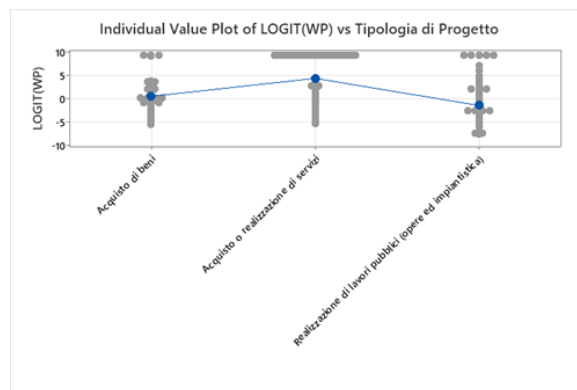 Individual Value Plot of LOGIT(WP) vs Tipologia di Progetto
LOGIT(WP)
10
5
0
-5
-10
Acquisto di beni
Acquisto o realizzazione di servizi
Realizzazione di lavori pubblici (opere ed impiantistica)